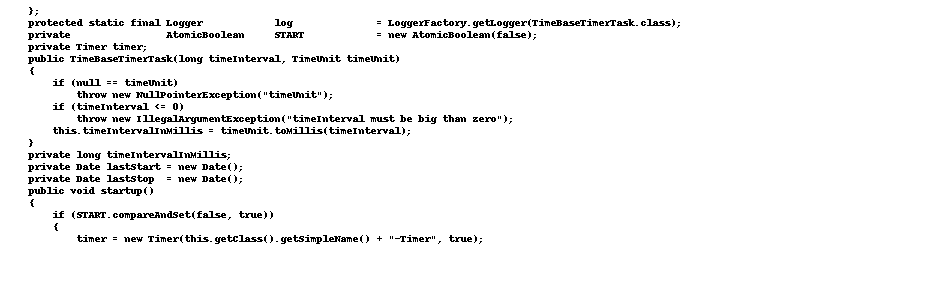 };
protected static final Logger log = LoggerFactory.getLogger(TimeBaseTimerTask.class);
private AtomicBoolean START = new AtomicBoolean(false);
private Timer timer;
public TimeBaseTimerTask(long timeInterval, TimeUnit timeUnit)
{
if (null == timeUnit)
throw new NullPointerException("timeUnit");
if (timeInterval <= 0)
throw new IllegalArgumentException("timeInterval must be big than zero");
this.timeIntervalInMillis = timeUnit.toMillis(timeInterval);
}
private long timeIntervalInMillis;
private Date lastStart = new Date();
private Date lastStop = new Date();
public void startup()
{
if (START.compareAndSet(false, true))
{
timer = new Timer(this.getClass().getSimpleName() + "-Timer", true);